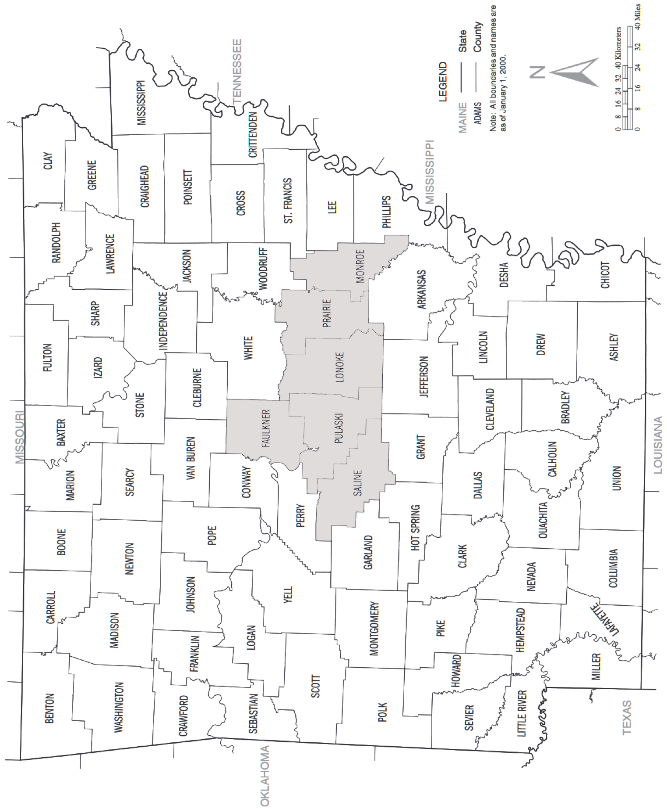 MISSOURI
BENTON
CARROLL
BOONE
MARION
BAXTER
FULTON
RANDOLPH
CLAY
WASHINGTON
MADISON
NEWTON
SEARCY
IZARD
SHARP
LAWRENCE
GREENE
STONE
INDEPENDENCE
CRAIGHEAD
MISSISSIPPI
CRAWFORD
FRANKLIN
JOHNSON
POPE
VAN BUREN
CLEBURNE
JACKSON
POINSETT
TENNESSEE
SEBASTIAN
LOGAN
CONWAY
FAULKNER
WHITE
WOODRUFF
CROSS
CRITTENDEN
OKLAHOMA
SCOTT
YELL
PERRY
ST. FRANCIS
POLK
MONTGOMERY
GARLAND
SALINE
PULASKI
LONOKE
PRAIRIE
MONROE
LEE
PHILLIPS
SEVIER
HOWARD
PIKE
HOT SPRING
GRANT
JEFFERSON
ARKANSAS
MISSISSIPPI
CLARK
DALLAS
CLEVELAND
LINCOLN
DESHA
LITTLE RIVER
HEMPSTEAD
NEVADA
OUACHITA
CALHOUN
BRADLEY
DREW
MILLER
LAFAYETTE
COLUMBIA
UNION
ASHLEY
CHICOT
TEXAS
LOUISIANA
LEGEND
MAINE State
ADAMS County
Note: All boundaries and names are
as of January 1, 2000.
N
0 8 16 24 32 40 Kilometers
0 8 16 24 32 40 Miles